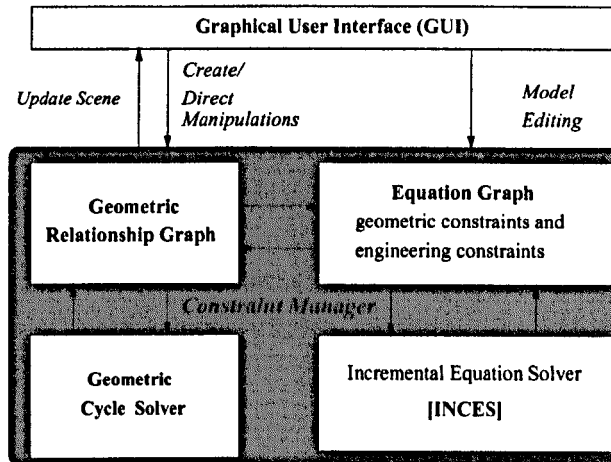 Graphical User Interface (GUI)
Update Scene
Create/
Direct
Manipulations
Model
Editing
Geometric
Relationship Graph
Equation Graph
geometric constraints and
engineering constraints
Constraint Manager
Geometric
Cycle Solver
Incremental Equation Solver
[INCES]